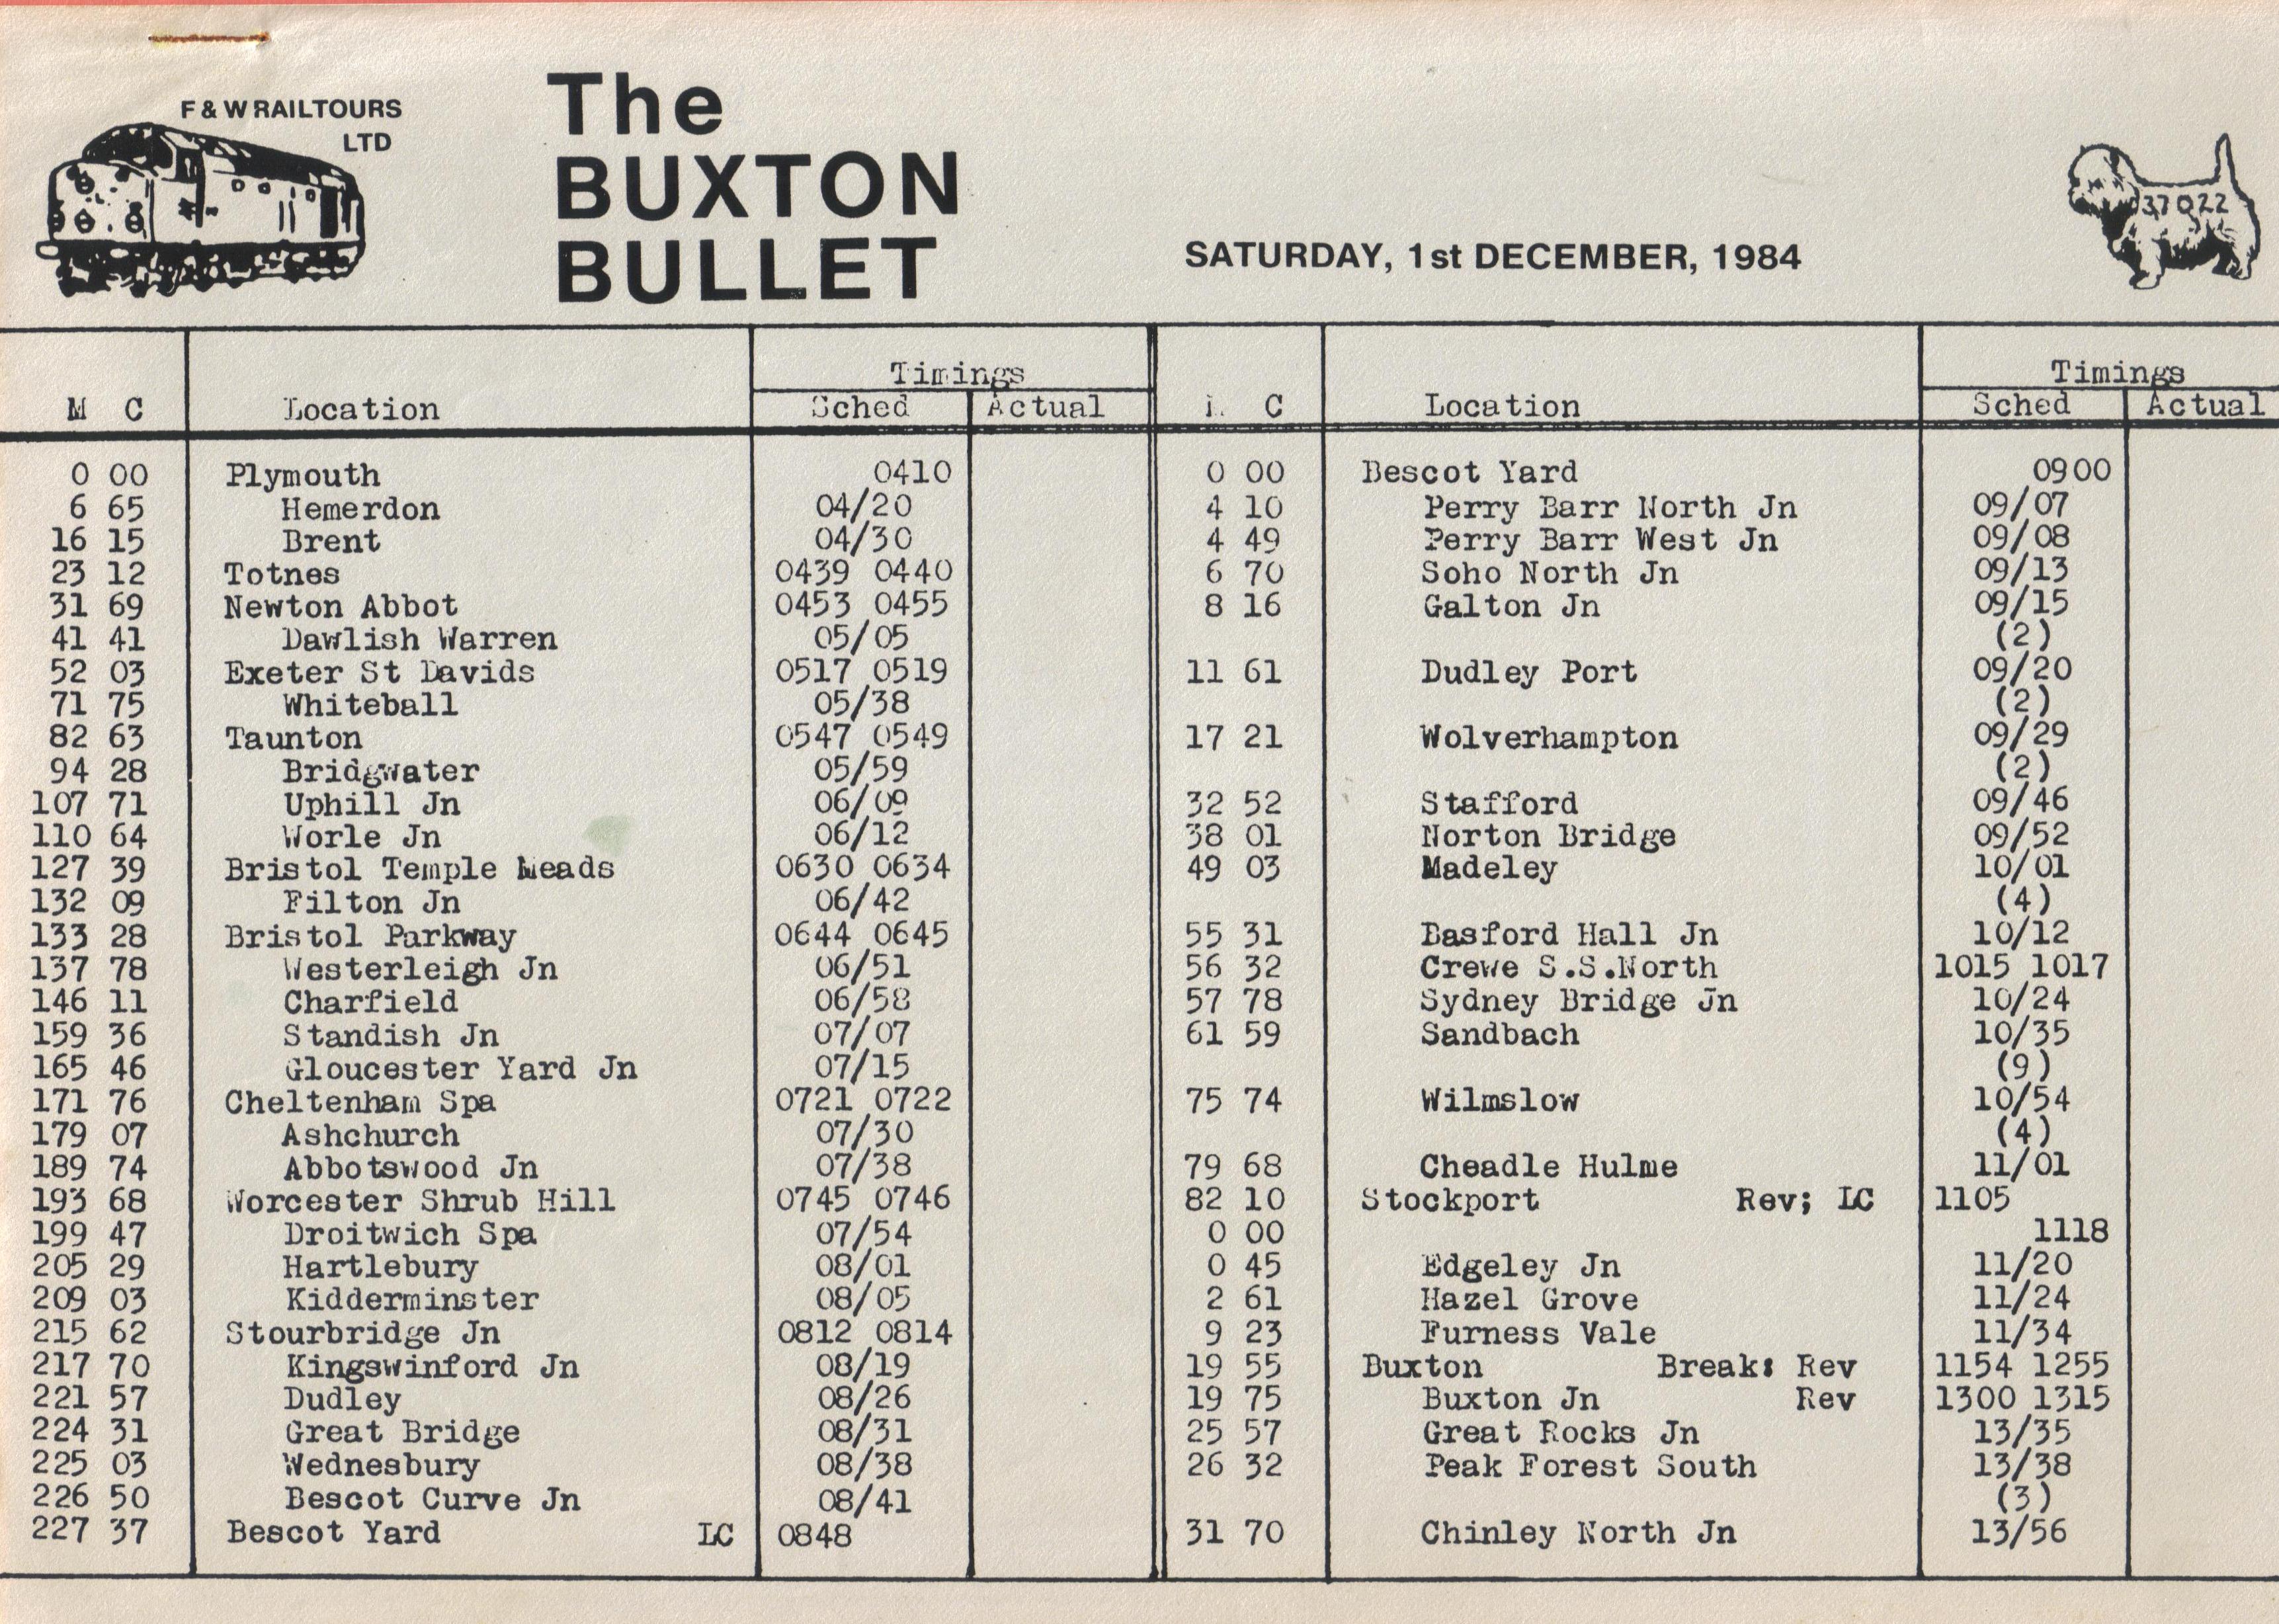 F & W RAILTOURS
LTD
The
BUXTON
BULLET
SATURDAY, 1st DECEMBER, 1984
37022
M C Location Timings
Sched Actual
0 00 Plymouth 0410
6 65 Hemerdon 04/20
16 15 Brent 04/30
23 12 Totnes 0439 0440
31 69 Newton Abbot 0453 0455
41 41 Dawlish Warren 05/05
52 03 Exeter St Davids 0517 0519
71 75 Whiteball 05/38
82 63 Taunton 0547 0549
94 28 Bridgwater 05/59
107 71 Uphill Jn 06/09
110 64 Worle Jn 06/12
127 39 Bristol Temple Meads 0630 0634
132 09 Filton Jn 06/42
133 28 Bristol Parkway 0644 0645
137 78 Westerleigh Jn 06/51
146 11 Charfield 06/58
159 36 Standish Jn 07/07
165 46 Gloucester Yard Jn 07/15
171 76 Cheltenham Spa 0721 0722
179 07 Ashchurch 07/30
189 74 Abbotswood Jn 07/38
193 68 Worcester Shrub Hill 0745 0746
199 47 Droitwich Spa 07/54
205 29 Hartlebury 08/01
209 03 Kidderminster 08/05
215 62 Stourbridge Jn 0812 0814
217 70 Kingswinford Jn 08/19
221 57 Dudley 08/26
224 31 Great Bridge 08/31
225 03 Wednesbury 08/38
226 50 Bescot Curve Jn 08/41
227 37 Bescot Yard LC 0848
M C Location Timings
Sched Actual
0 00 Bescot Yard 0900
4 10 Perry Barr North Jn 09/07
4 49 Perry Barr West Jn 09/08
6 70 Soho North Jn 09/13
8 16 Galton Jn 09/15
(2)
11 61 Dudley Port 09/20
(2)
17 21 Wolverhampton 09/29
(2)
32 52 Stafford 09/46
38 01 Norton Bridge 09/52
49 03 Madeley 10/01
(4)
55 31 Basford Hall Jn 10/12
56 32 Crewe S.S.North 1015 1017
57 78 Sydney Bridge Jn 10/24
61 59 Sandbach 10/35
(9)
75 74 Wilmslow 10/54
(4)
79 68 Cheadle Hulme 11/01
82 10 Stockport Rev; LC 1105
0 00 1118
0 45 Edgeley Jn 11/20
2 61 Hazel Grove 11/24
9 23 Furness Vale 11/34
19 55 Buxton Break: Rev 1154 1255
19 75 Buxton Jn Rev 1300 1315
25 57 Great Rocks Jn 13/35
26 32 Peak Forest South 13/38
(3)
31 70 Chinley North Jn 13/56